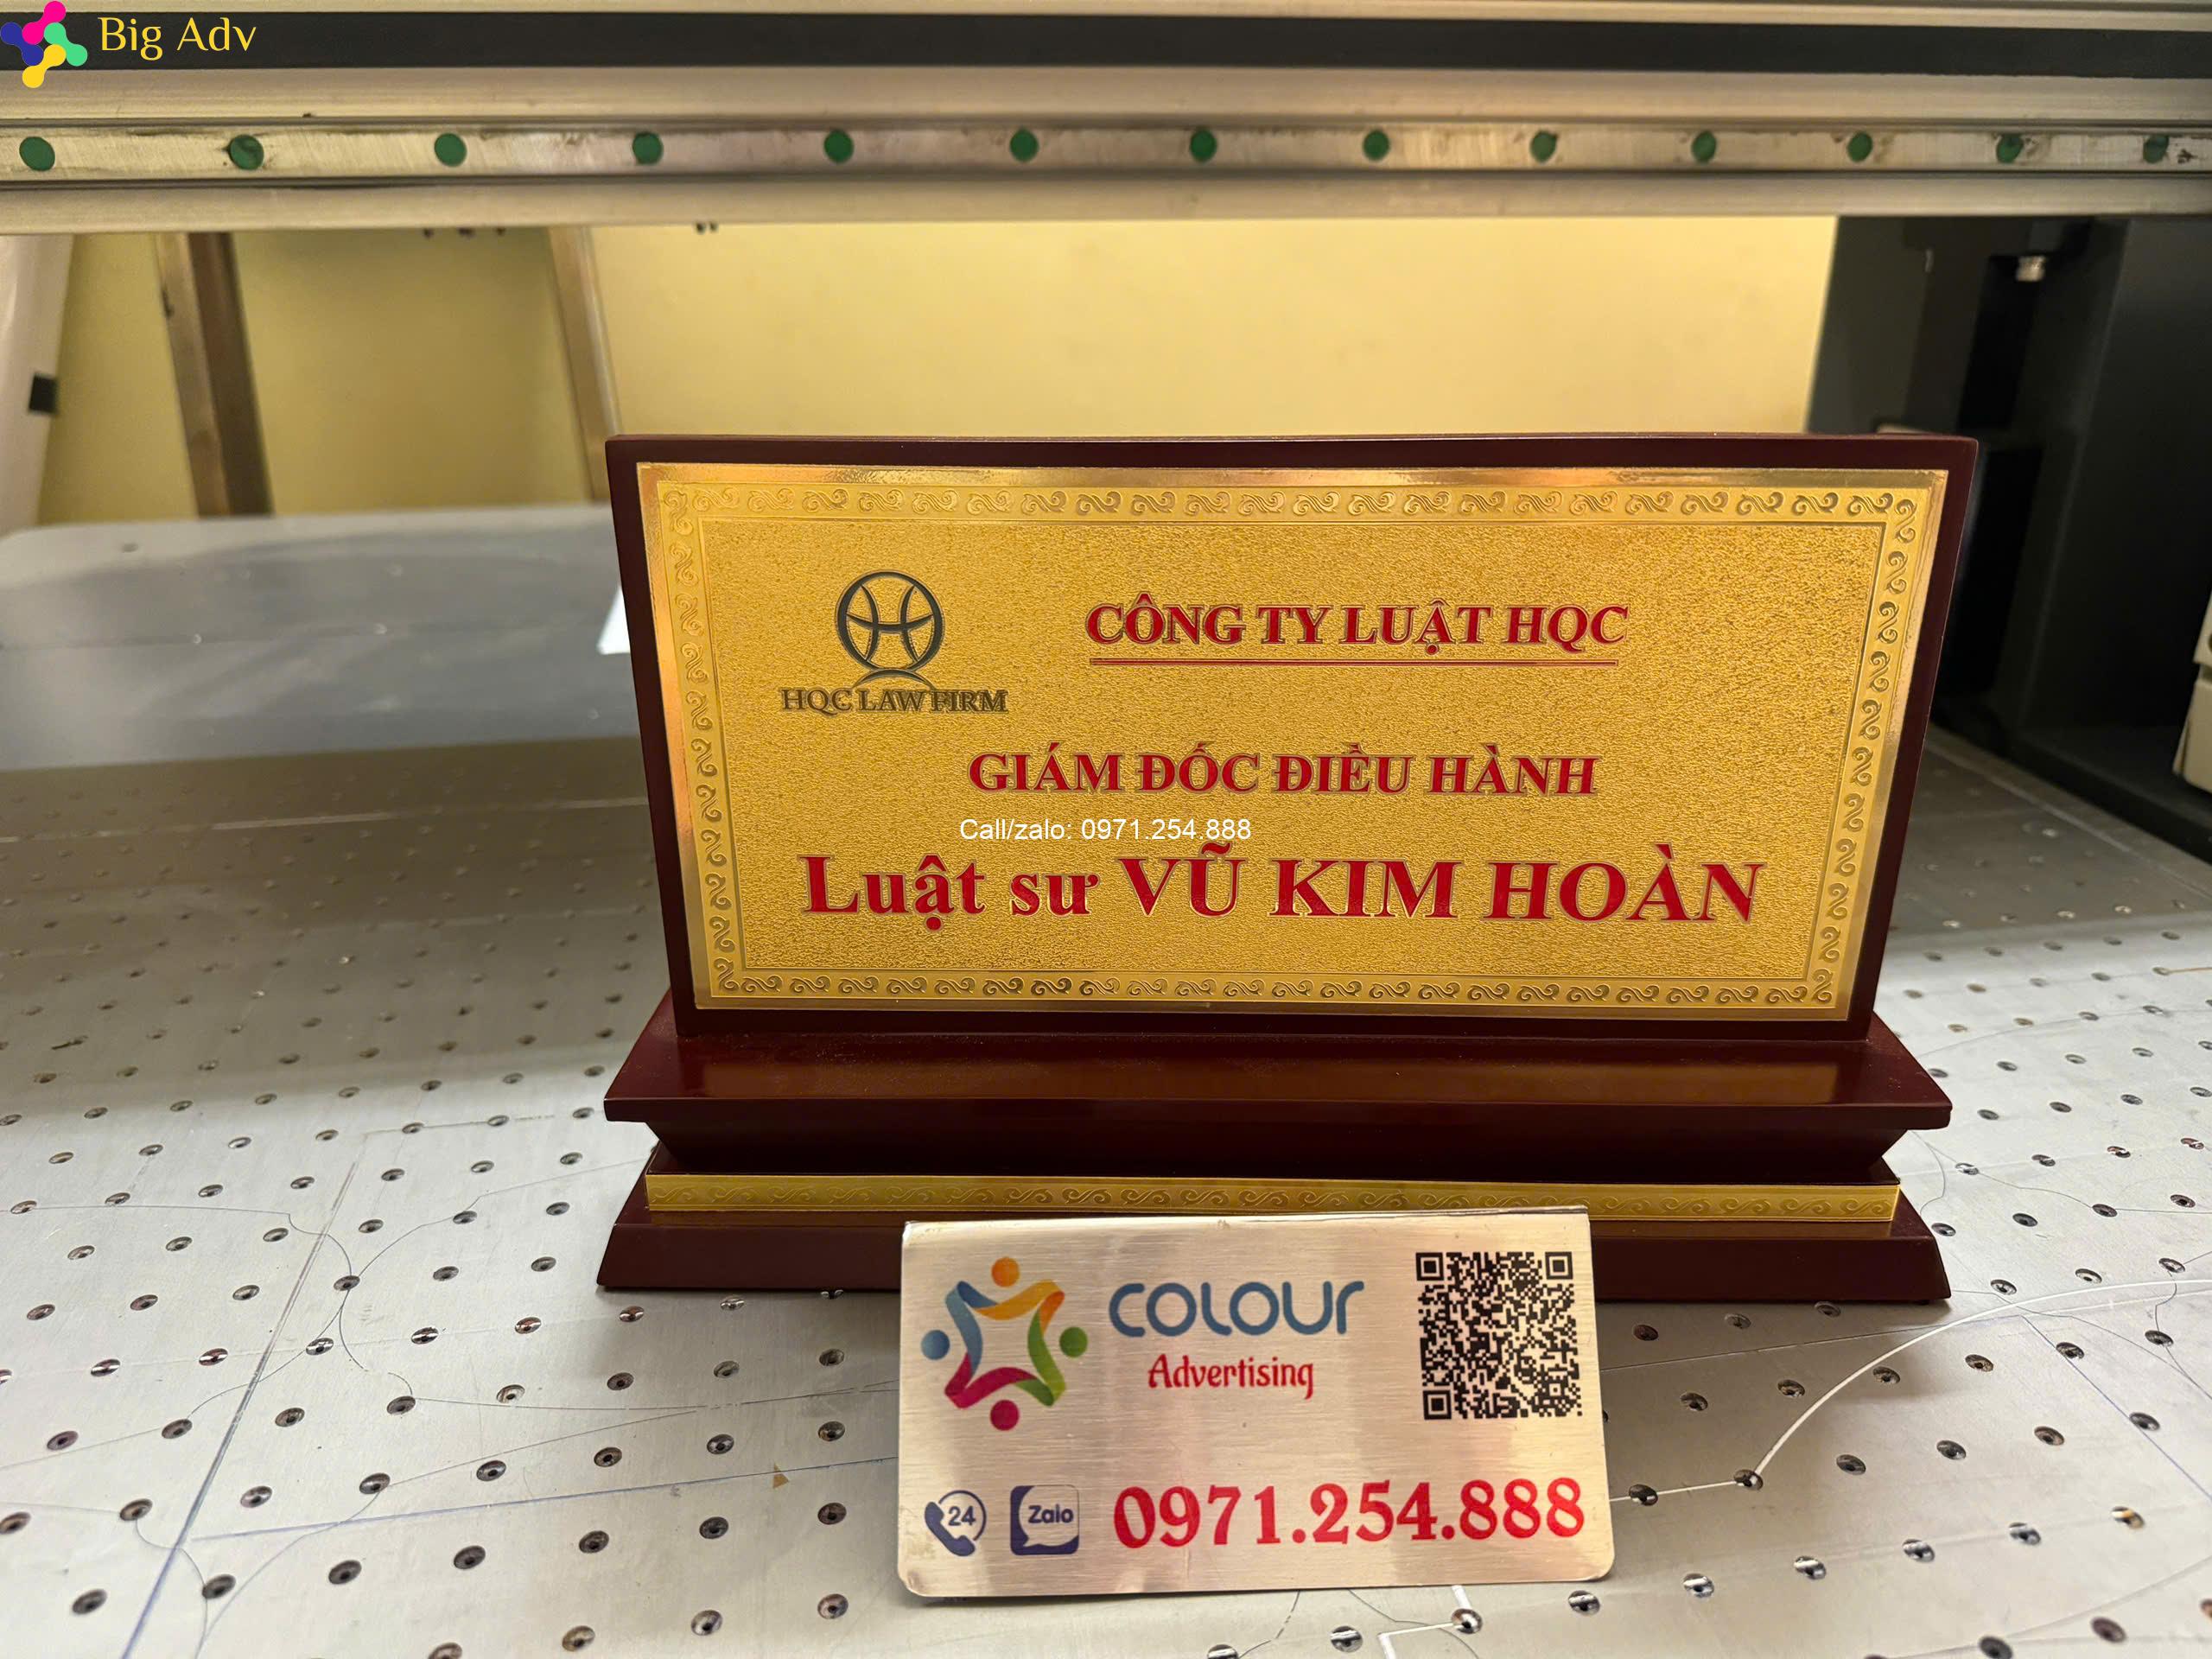 Big Adv
CÔNG TY LUẬT HQC
HQC LAW FIRM
GIÁM ĐỐC ĐIỀU HÀNH
Call/zalo: 0971.254.888
Luật sư VŨ KIM HOÀN
COLOUR
Advertising
24
Zalo
0971.254.888